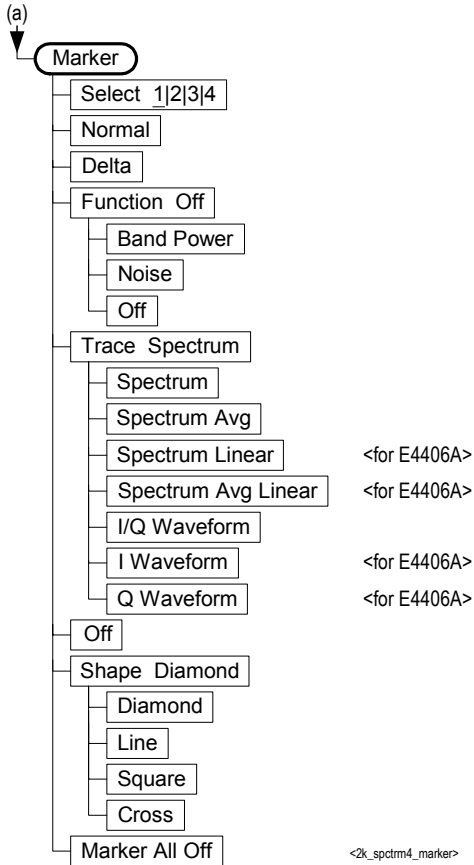 (a)
Marker
Select 1|2|3|4
Normal
Delta
Function Off
Band Power
Noise
Off
Trace Spectrum
Spectrum
Spectrum Avg
Spectrum Linear <for E4406A>
Spectrum Avg Linear <for E4406A>
I/Q Waveform
I Waveform <for E4406A>
Q Waveform <for E4406A>
Off
Shape Diamond
Diamond
Line
Square
Cross
Marker All Off <2k_spctrm4_marker>